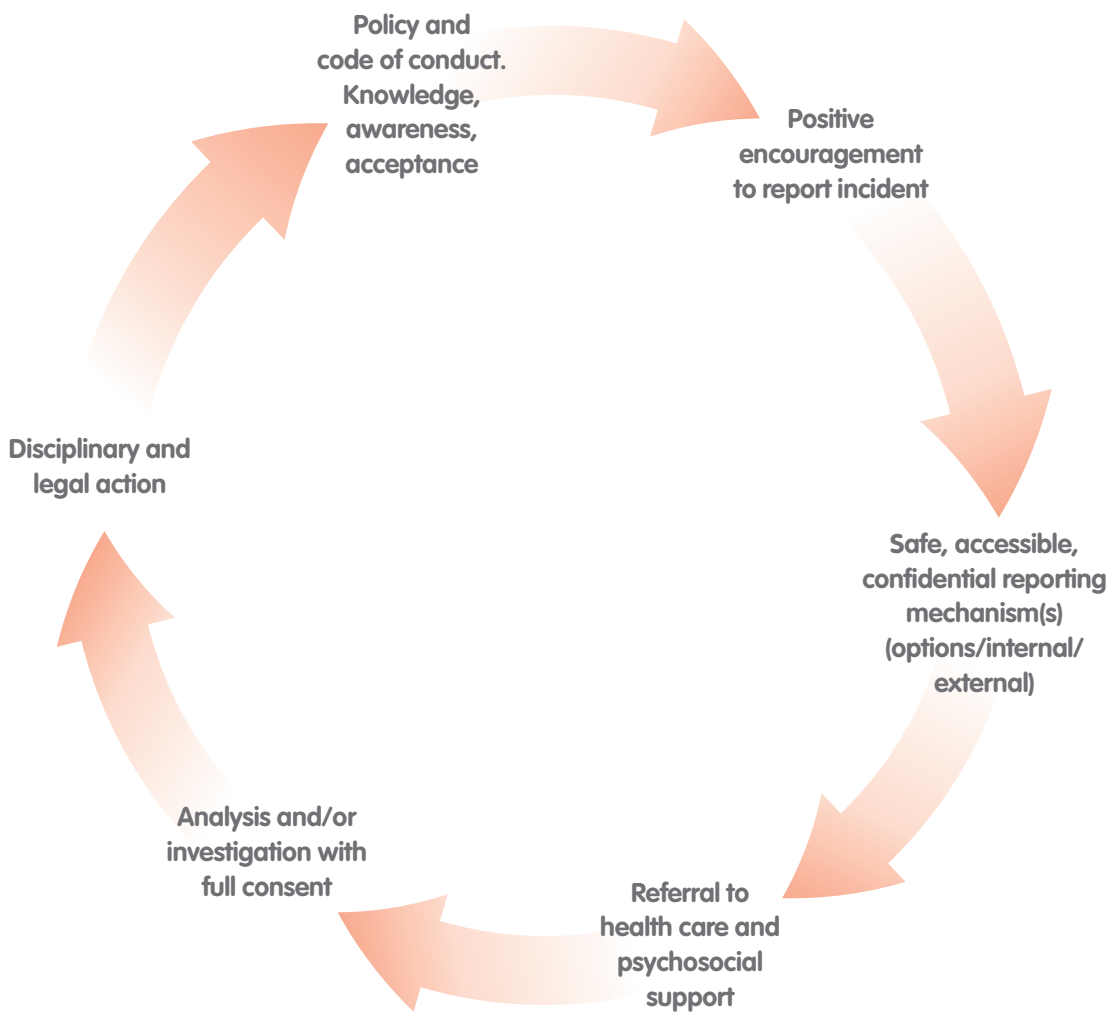 Policy and
code of conduct.
Knowledge,
awareness,
acceptance
Positive
encouragement
to report incident
Safe, accessible,
confidential reporting
mechanism(s)
(options/internal/
external)
Referral to
health care and
psychosocial
support
Analysis and/or
investigation with
full consent
Disciplinary and
legal action